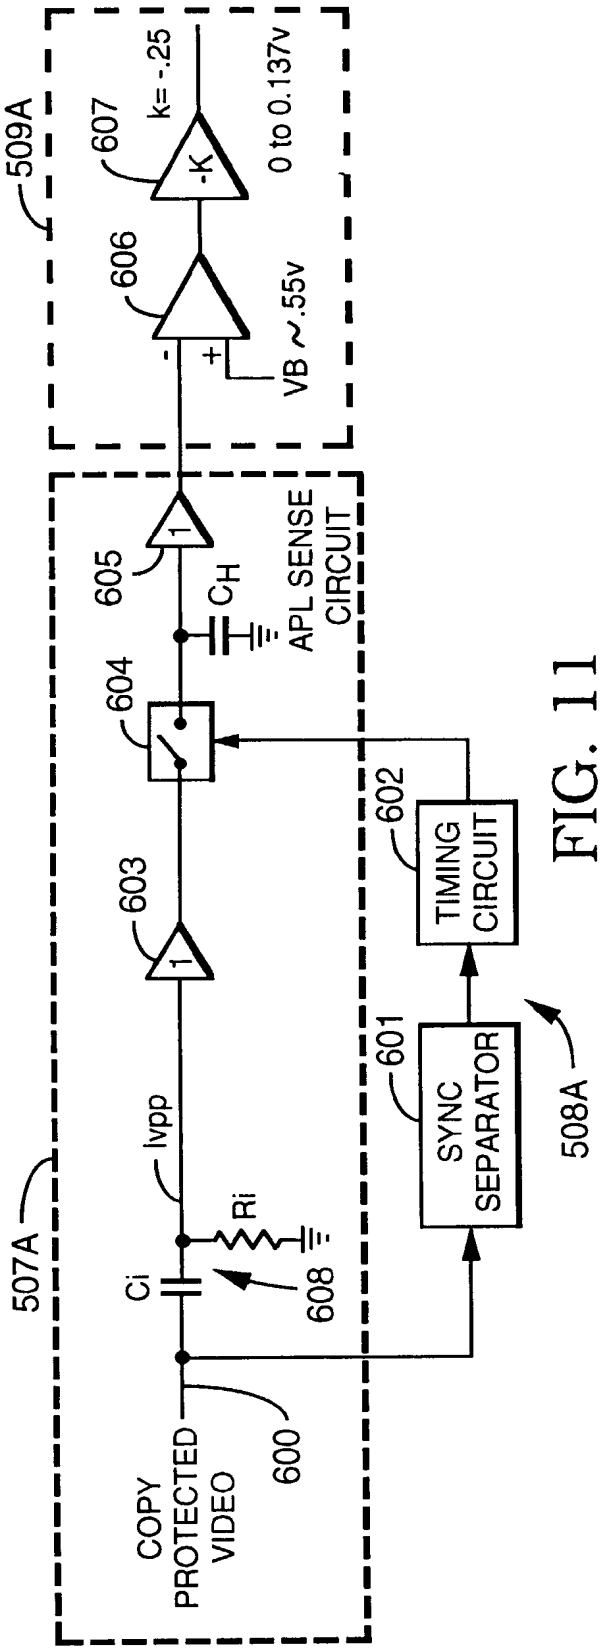 507A
509A
COPY
PROTECTED
VIDEO
600
Ci
608
Ri
lvpp
603
1
604
605
1
CH
APL SENSE
CIRCUIT
606
-
+
VB ~.55v
607
-K
k= -.25
0 to 0.137v
601
SYNC
SEPARATOR
602
TIMING
CIRCUIT
508A
FIG. 11